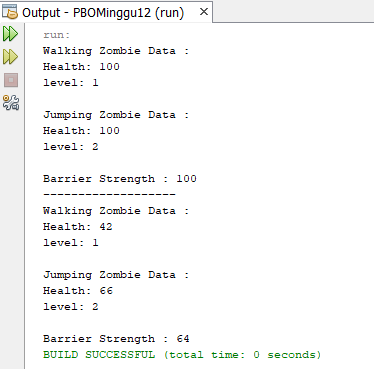 Output - PBOMinggu12 (run) ×
run:
Walking Zombie Data :
Health: 100
level: 1
Jumping Zombie Data :
Health: 100
level: 2
Barrier Strength : 100
--------------------
Walking Zombie Data :
Health: 42
level: 1
Jumping Zombie Data :
Health: 66
level: 2
Barrier Strength : 64
BUILD SUCCESSFUL (total time: 0 seconds)